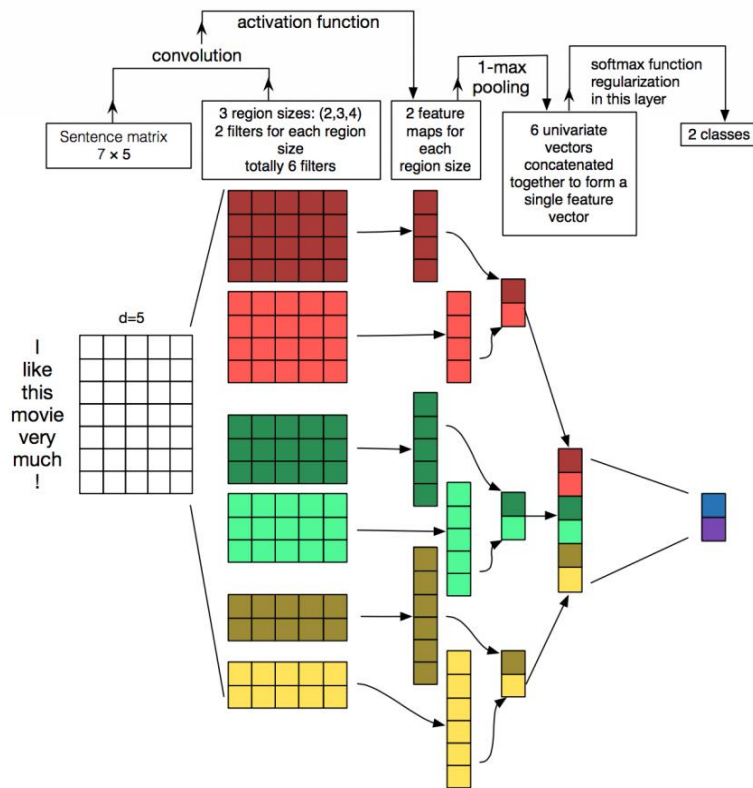 activation function
convolution
1-max
pooling
softmax function
regularization
in this layer
Sentence matrix
7 × 5
3 region sizes: (2,3,4)
2 filters for each region
size
totally 6 filters
2 feature
maps for
each
region size
6 univariate
vectors
concatenated
together to form a
single feature
vector
2 classes
d=5
I
like
this
movie
very
much
!